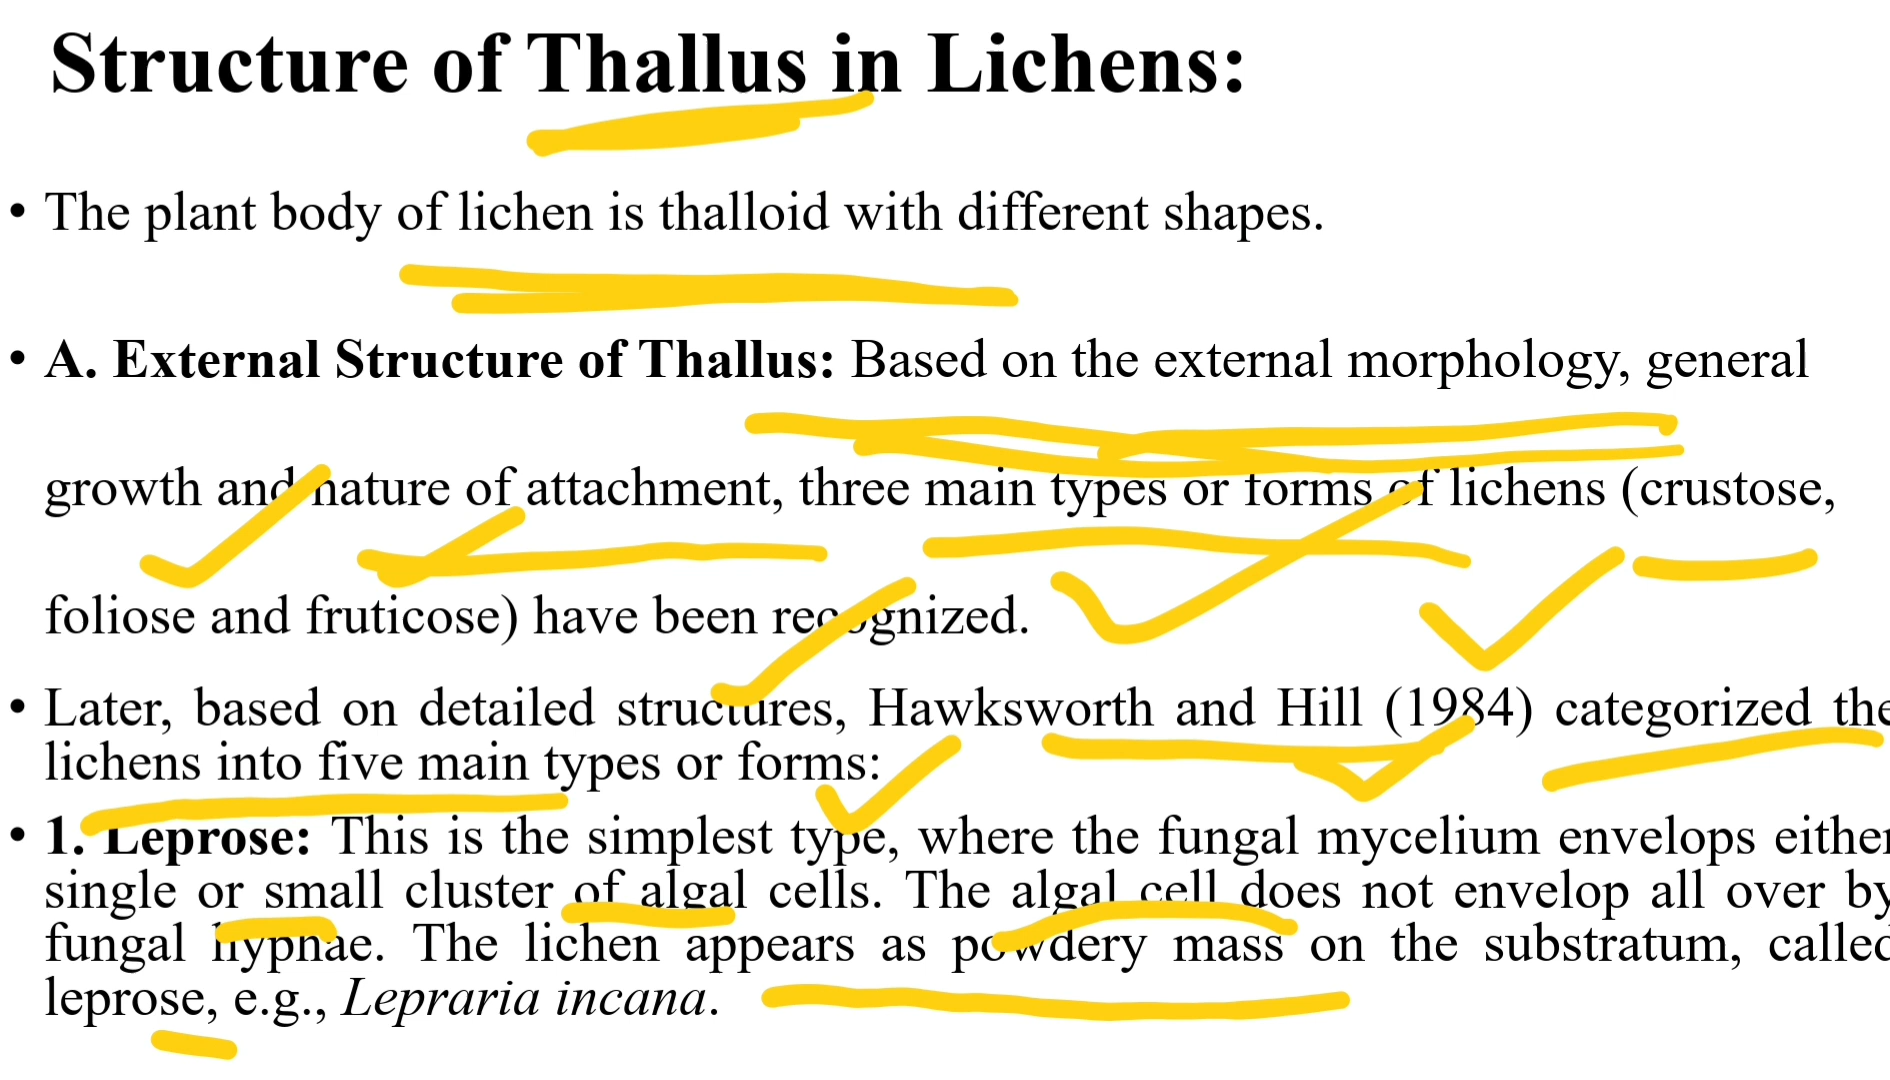 Structure of Thallus in Lichens:
• The plant body of lichen is thalloid with different shapes.
• A. External Structure of Thallus: Based on the external morphology, general
growth and nature of attachment, three main types or forms of lichens (crustose,
foliose and fruticose) have been recognized.
• Later, based on detailed structures, Hawksworth and Hill (1984) categorized the
lichens into five main types or forms:
• 1. Leprose: This is the simplest type, where the fungal mycelium envelops either
single or small cluster of algal cells. The algal cell does not envelop all over by
fungal hyphae. The lichen appears as powdery mass on the substratum, called
leprose, e.g., Lepraria incana.